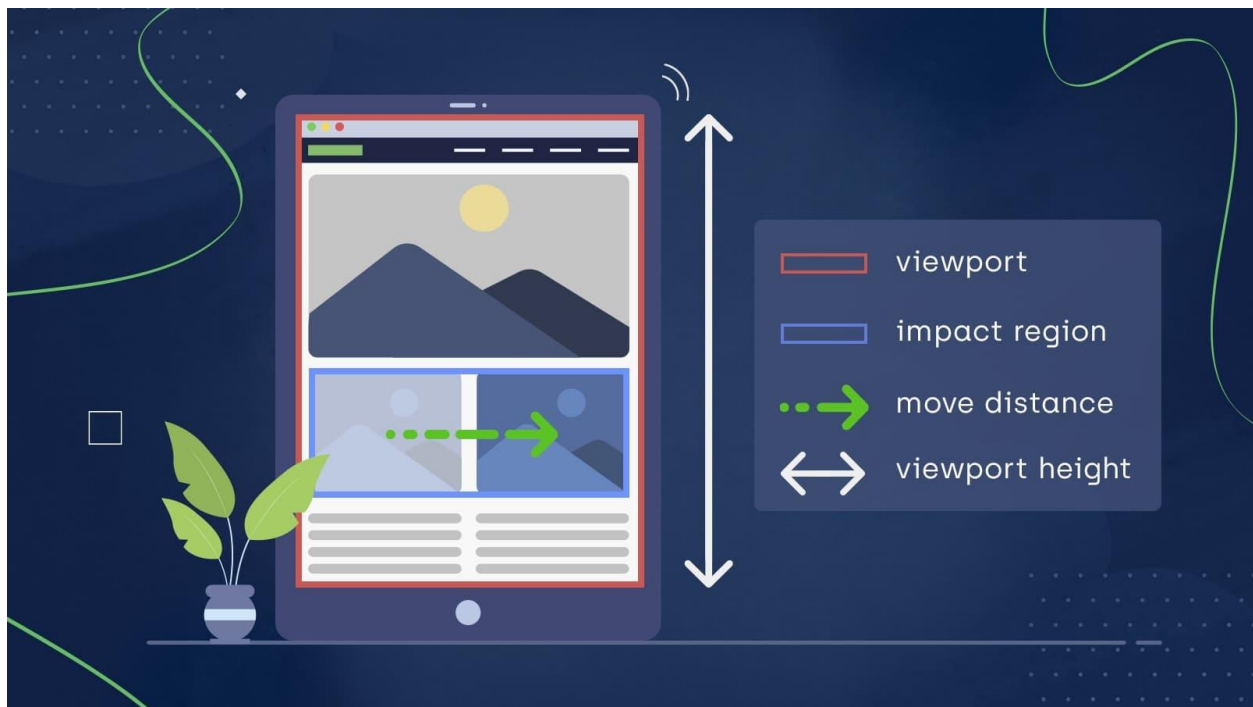 viewport
impact region
move distance
viewport height